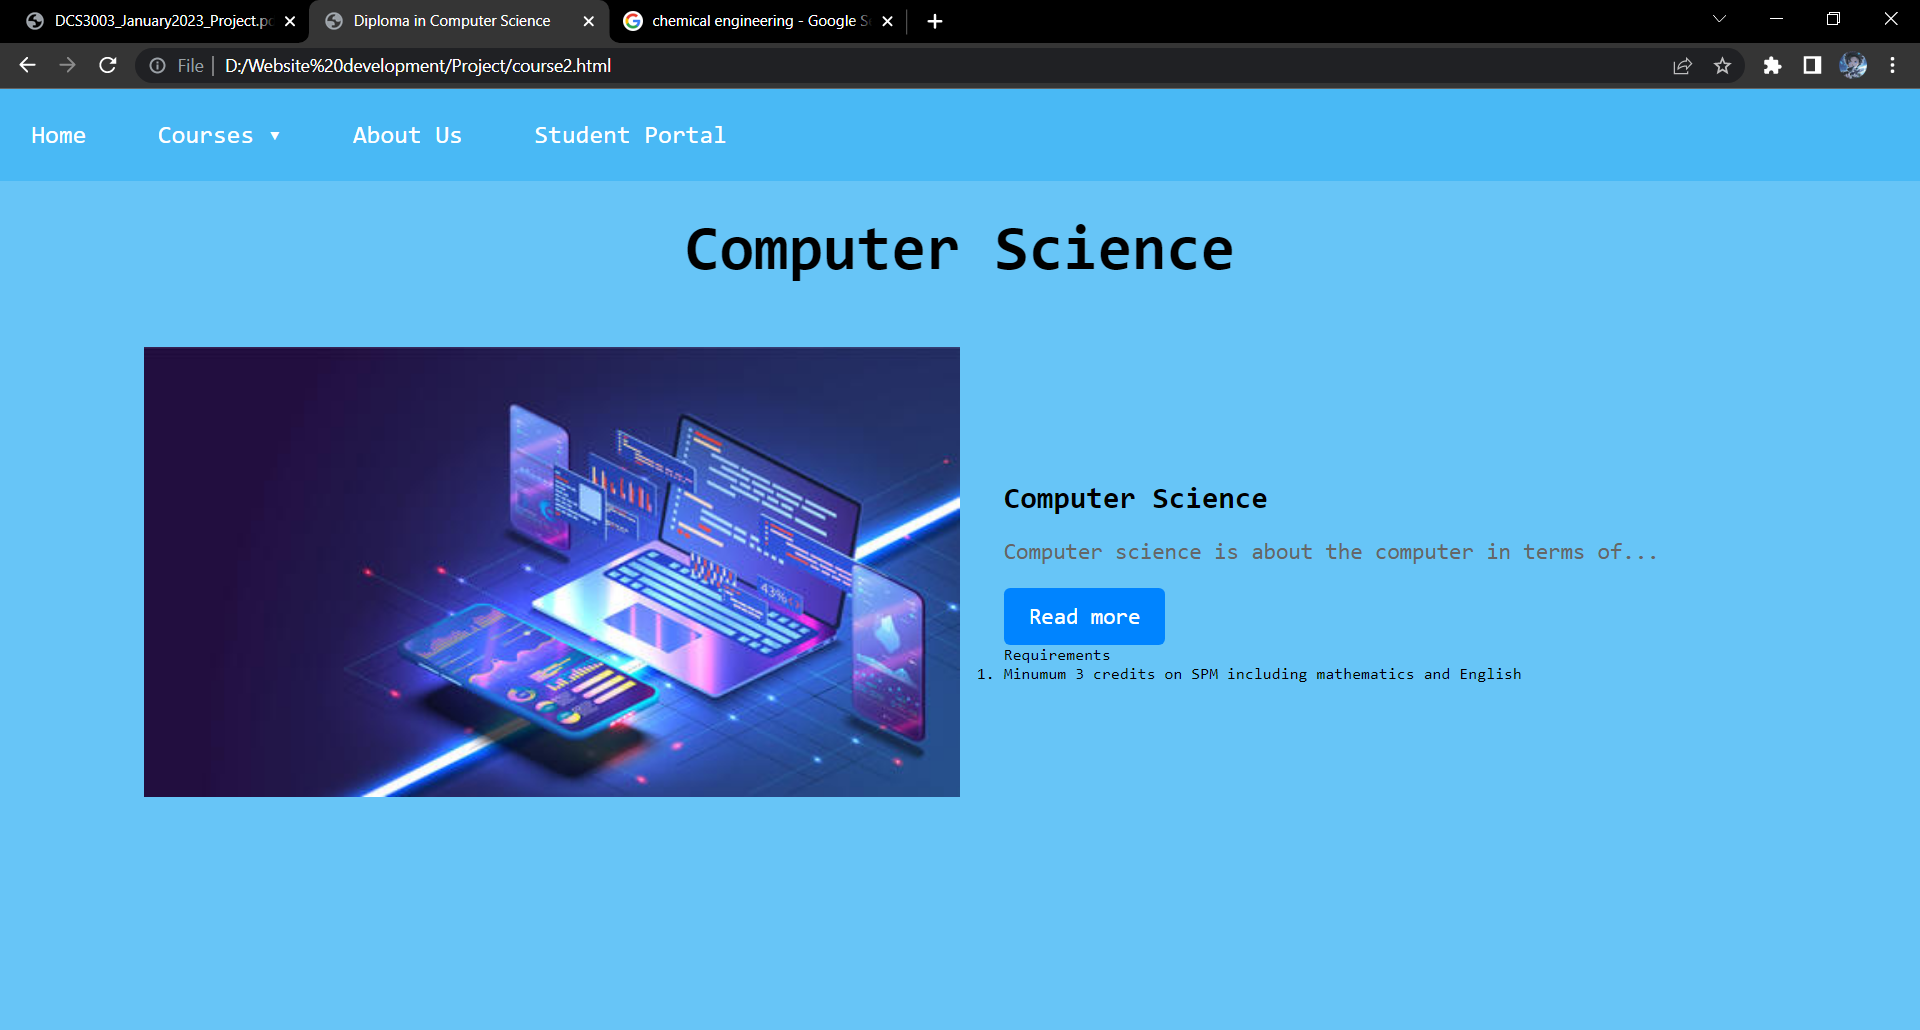 DCS3003_January2023_Project.pd
Diploma in Computer Science
chemical engineering - Google S
File
D:/Website%20development/Project/course2.html
Home
Courses ▾
About Us
Student Portal
Computer Science
43%
Computer Science
Computer science is about the computer in terms of...
Read more
Requirements
1. Minumum 3 credits on SPM including mathematics and English